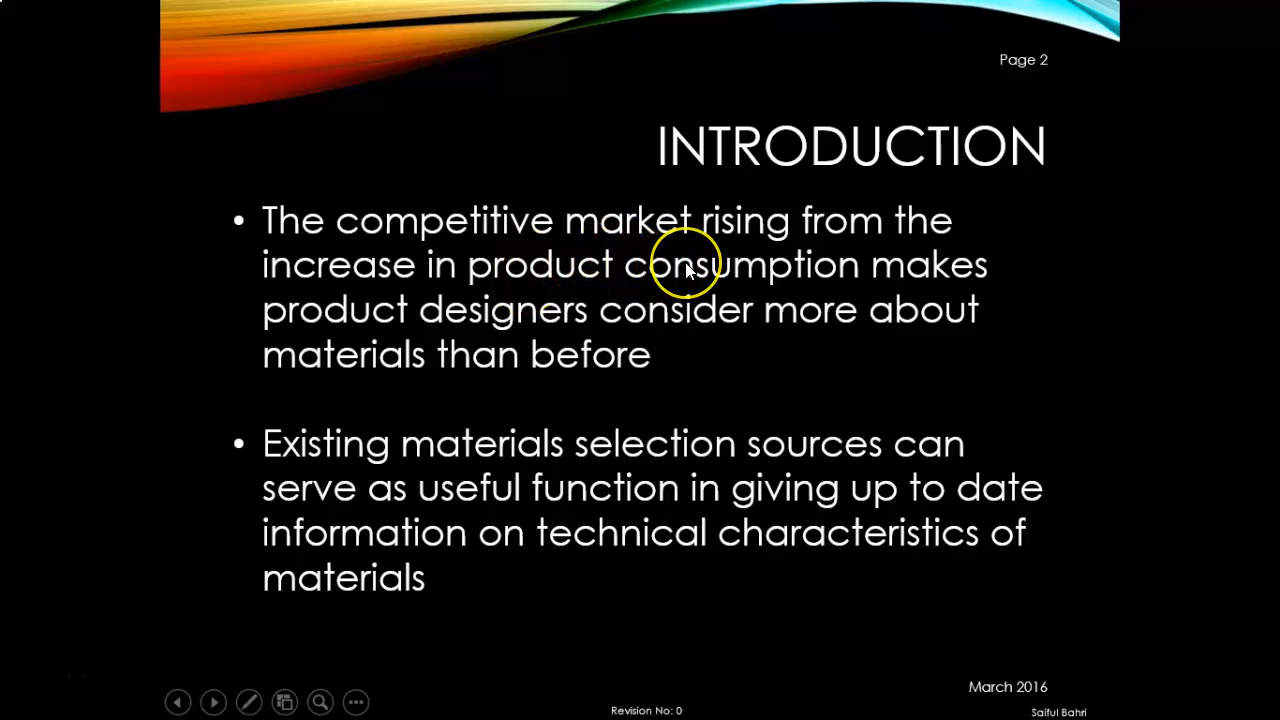 Page 2
INTRODUCTION
• The competitive market rising from the
increase in product consumption makes
product designers consider more about
materials than before
• Existing materials selection sources can
serve as useful function in giving up to date
information on technical characteristics of
materials
March 2016
Revision No: 0
Saiful Bahri